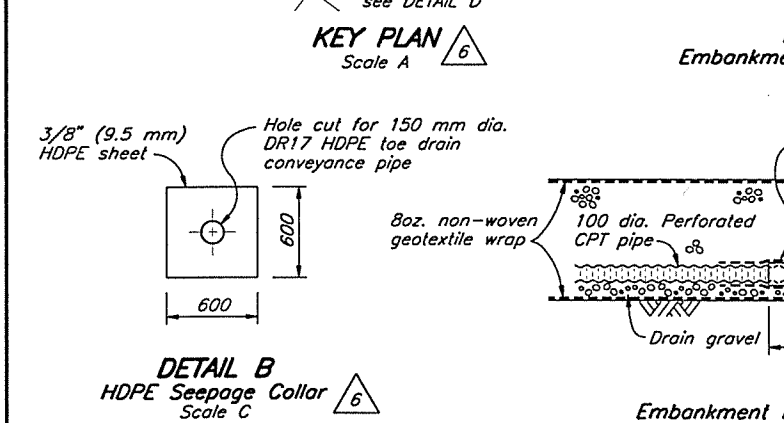 see DETAIL D
KEY PLAN 6
Scale A
Embankme
3/8" (9.5 mm)
HDPE sheet
Hole cut for 150 mm dia.
DR17 HDPE toe drain
conveyance pipe
600
600
8oz. non-woven
geotextile wrap
100 dia. Perforated
CPT pipe
Drain gravel
DETAIL B
HDPE Seepage Collar 6
Scale C
Embankment